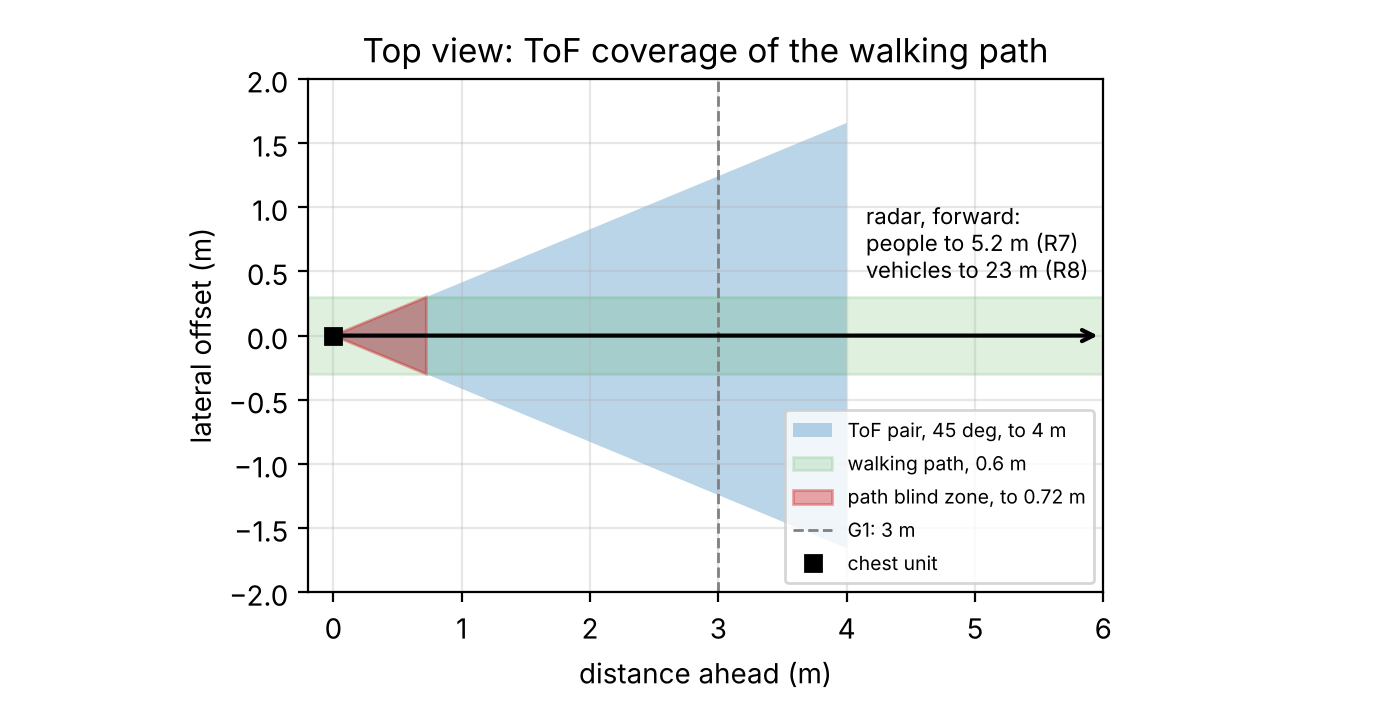 Top view: ToF coverage of the walking path
2.0
1.5
1.0
0.5
0.0
−0.5
−1.0
−1.5
−2.0
lateral offset (m)
radar, forward:
people to 5.2 m (R7)
vehicles to 23 m (R8)
ToF pair, 45 deg, to 4 m
walking path, 0.6 m
path blind zone, to 0.72 m
G1: 3 m
chest unit
0 1 2 3 4 5 6
distance ahead (m)